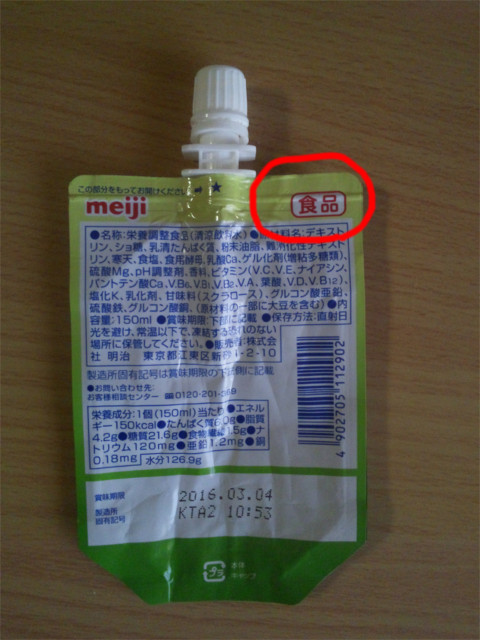 この部分をもってお開けください ★
meiji
食品
●名称:栄養調整食品(清涼飲料水)●原材料名:デキスト
リン、ショ糖、乳清たんぱく質、粉末油脂、難消化性デキスト
リン、寒天、食塩、食用酵母、乳酸Ca、ゲル化剤(増粘多糖類)、
硫酸Mg、pH調整剤、香料、ビタミン(V.C、V.E、ナイアシン、
パントテン酸Ca、V.B₆、V.B₁、V.B₂、V.A、葉酸、V.D、V.B₁₂)、
塩化K、乳化剤、甘味料(スクラロース)、グルコン酸亜鉛、
硫酸鉄、グルコン酸銅、(原材料の一部に大豆を含む)●内
容量:150ml●賞味期限:下部に記載●保存方法:直射日
光を避け、常温以下で、凍結する恐れのない
場所に保管してください。●販売者:株式会
社 明治 東京都江東区新砂1-2-10
製造所固有記号は賞味期限の下部側に記載
●お問い合わせ先:
お客様相談センター 0120-201-369
栄養成分:1個(150ml)当たり●エネル
ギー150kcal●たんぱく質6.0g●脂質
4.2g●糖質21.6g●食物繊維1.5g●ナ
トリウム120mg●亜鉛1.2mg●銅
0.18mg 水分126.9g
4 902705 112902
賞味期限 2016.03.04
製造所固有記号 KTA2 10:53
プラ
本体
キャップ